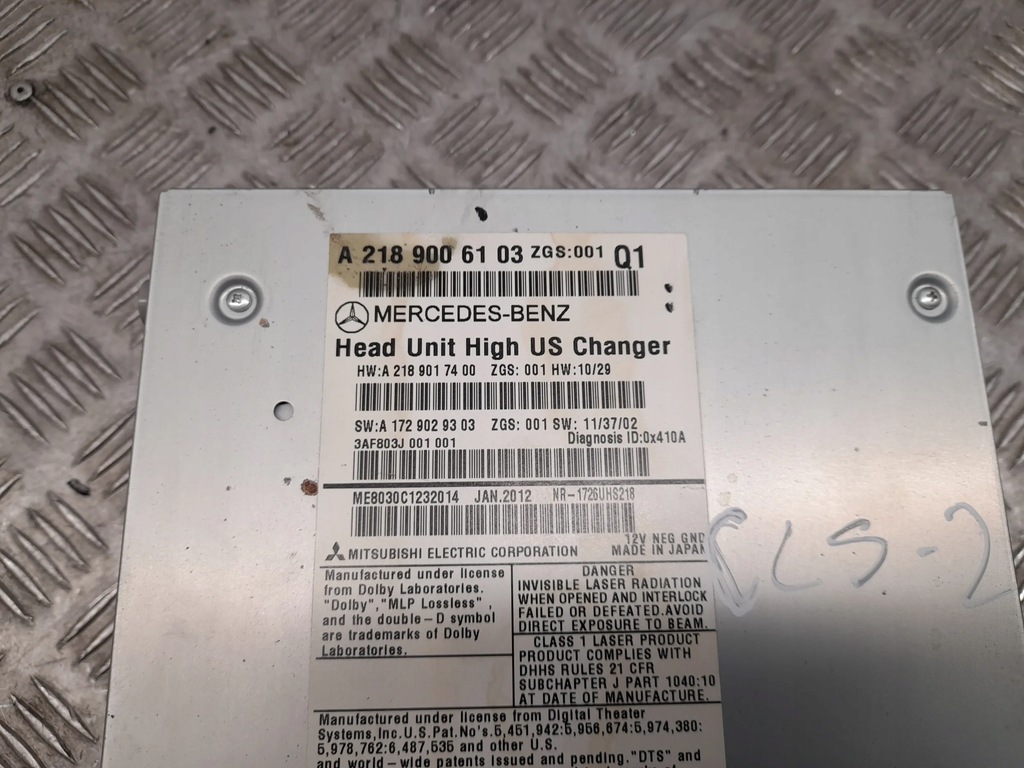 A 218 900 61 03 ZGS:001 Q1
MERCEDES-BENZ
Head Unit High US Changer
HW:A 218 901 74 00 ZGS: 001 HW:10/29
SW:A 172 902 93 03 ZGS: 001 SW: 11/37/02
3AF803J 001 001 Diagnosis ID:0x410A
ME8030C1232014 JAN.2012 NR-1726UHS218
12V NEG GND
MITSUBISHI ELECTRIC CORPORATION MADE IN JAPAN
Manufactured under license
from Dolby Laboratories.
"Dolby","MLP Lossless",
and the double-D symbol
are trademarks of Dolby
Laboratories.
DANGER
INVISIBLE LASER RADIATION
WHEN OPENED AND INTERLOCK
FAILED OR DEFEATED.AVOID
DIRECT EXPOSURE TO BEAM.
CLASS 1 LASER PRODUCT
PRODUCT COMPLIES WITH
DHHS RULES 21 CFR
SUBCHAPTER J PART 1040:10
AT DATE OF MANUFACTURE.
Manufactured under license from Digital Theater
Systems,Inc.U.S.Pat.No's.5,451,942:5,956,674:5,974,380:
5,978,762:6,487,535 and other U.S.
and world-wide patents issued and pending."DTS" and
CLS-2